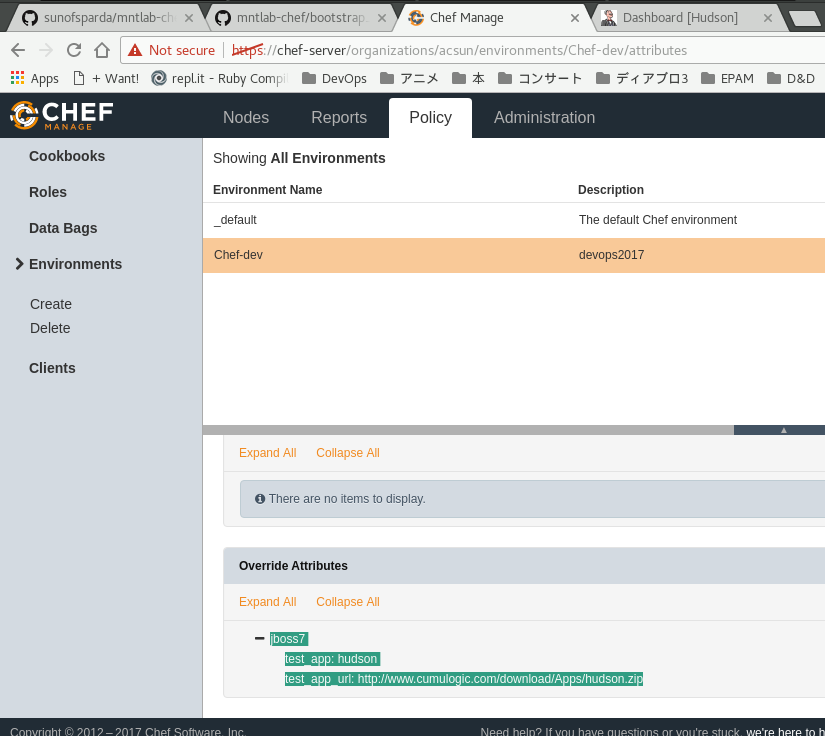 sunofsparda/mntlab-ch
mntlab-chef/bootstrap.
Chef Manage
Dashboard [Hudson]
Not secure
https://chef-server/organizations/acsun/environments/Chef-dev/attributes
Apps
+ Want!
repl.it - Ruby Compil
DevOps
アニメ
本
コンサート
ディアブロ3
EPAM
D&D
CHEF
MANAGE
Nodes
Reports
Policy
Administration
Cookbooks
Roles
Data Bags
Environments
Create
Delete
Clients
Showing All Environments
Environment Name
Description
_default
The default Chef environment
Chef-dev
devops2017
Expand All
Collapse All
There are no items to display.
Override Attributes
Expand All
Collapse All
jboss7
test_app: hudson
test_app_url: http://www.cumulogic.com/download/Apps/hudson.zip
Copyright © 2012 – 2017 Chef Software, Inc.
Need help? If you have questions or you're stuck, we're here to h